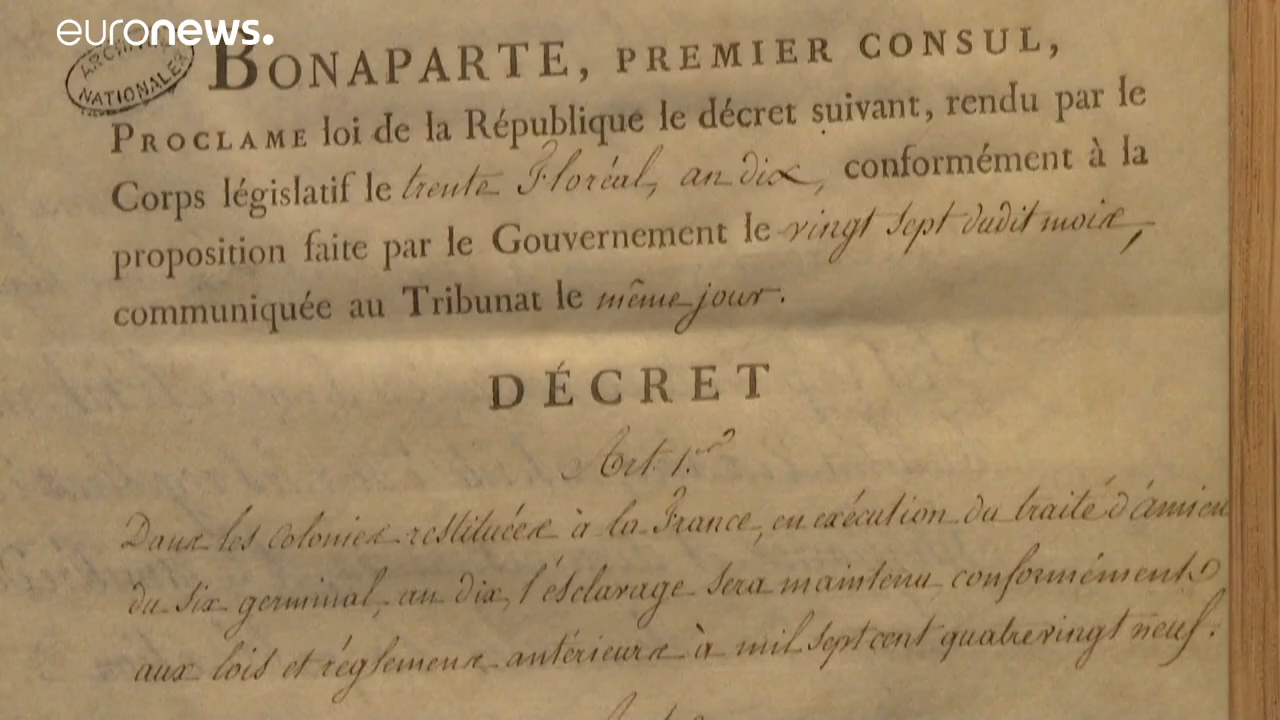 euronews.
ARCHIVES
NATIONALES
BONAPARTE, PREMIER CONSUL,
PROCLAME loi de la République le décret suivant, rendu par le
Corps législatif le trente Floréal, an dix, conformément à la
proposition faite par le Gouvernement le vingt sept dudit mois,
communiquée au Tribunat le même jour.
DÉCRET
Art. 1.er
Dans les colonies restituées à la France, en exécution du traité d'amiens
du six germinal, an dix, l'esclavage sera maintenu conformément
aux lois et réglemens antérieurs à mil sept cent quatrevingt neuf.